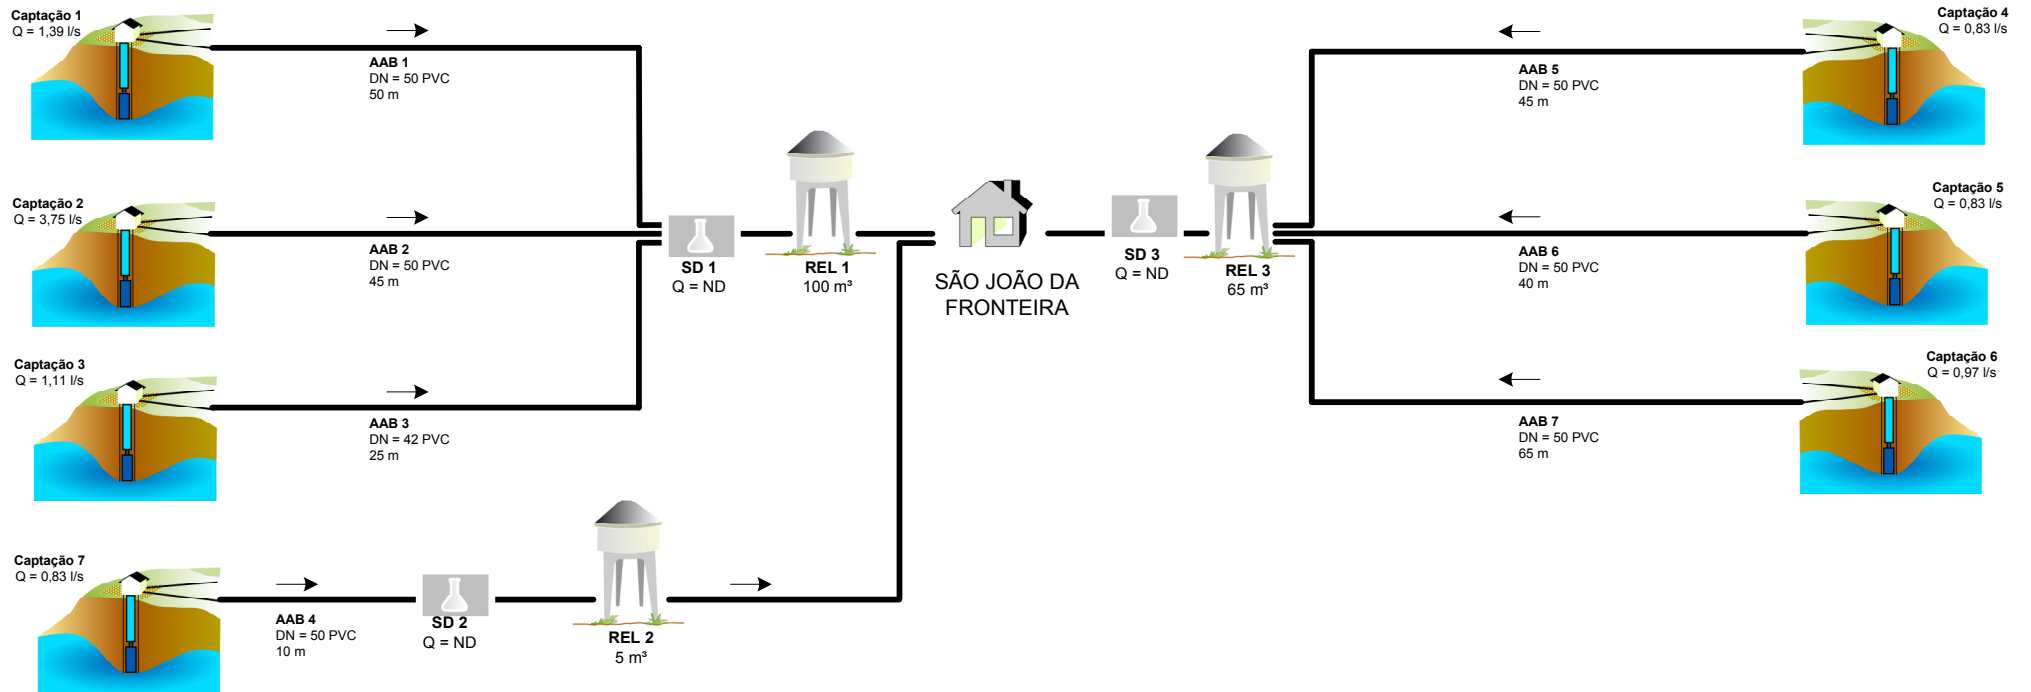 Captação 1
Q = 1,39 l/s
AAB 1
DN = 50 PVC
50 m
Captação 2
Q = 3,75 l/s
AAB 2
DN = 50 PVC
45 m
Captação 3
Q = 1,11 l/s
AAB 3
DN = 42 PVC
25 m
Captação 7
Q = 0,83 l/s
AAB 4
DN = 50 PVC
10 m
SD 2
Q = ND
REL 2
5 m³
SD 1
Q = ND
REL 1
100 m³
SÃO JOÃO DA
FRONTEIRA
SD 3
Q = ND
REL 3
65 m³
Captação 4
Q = 0,83 l/s
AAB 5
DN = 50 PVC
45 m
Captação 5
Q = 0,83 l/s
AAB 6
DN = 50 PVC
40 m
Captação 6
Q = 0,97 l/s
AAB 7
DN = 50 PVC
65 m